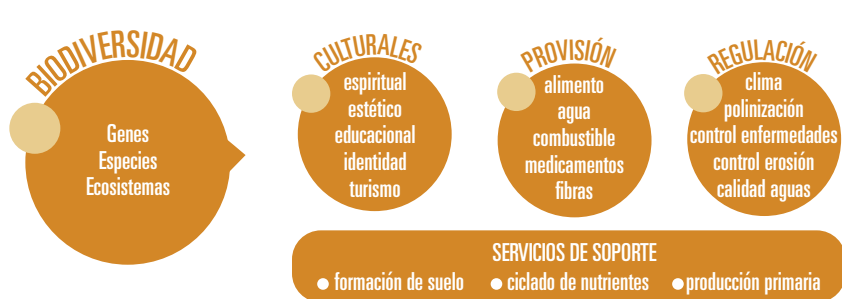 BIODIVERSIDAD
Genes
Especies
Ecosistemas
CULTURALES
espiritual
estético
educacional
identidad
turismo
PROVISIÓN
alimento
agua
combustible
medicamentos
fibras
REGULACIÓN
clima
polinización
control enfermedades
control erosión
calidad aguas
SERVICIOS DE SOPORTE
● formación de suelo ● ciclado de nutrientes ● producción primaria